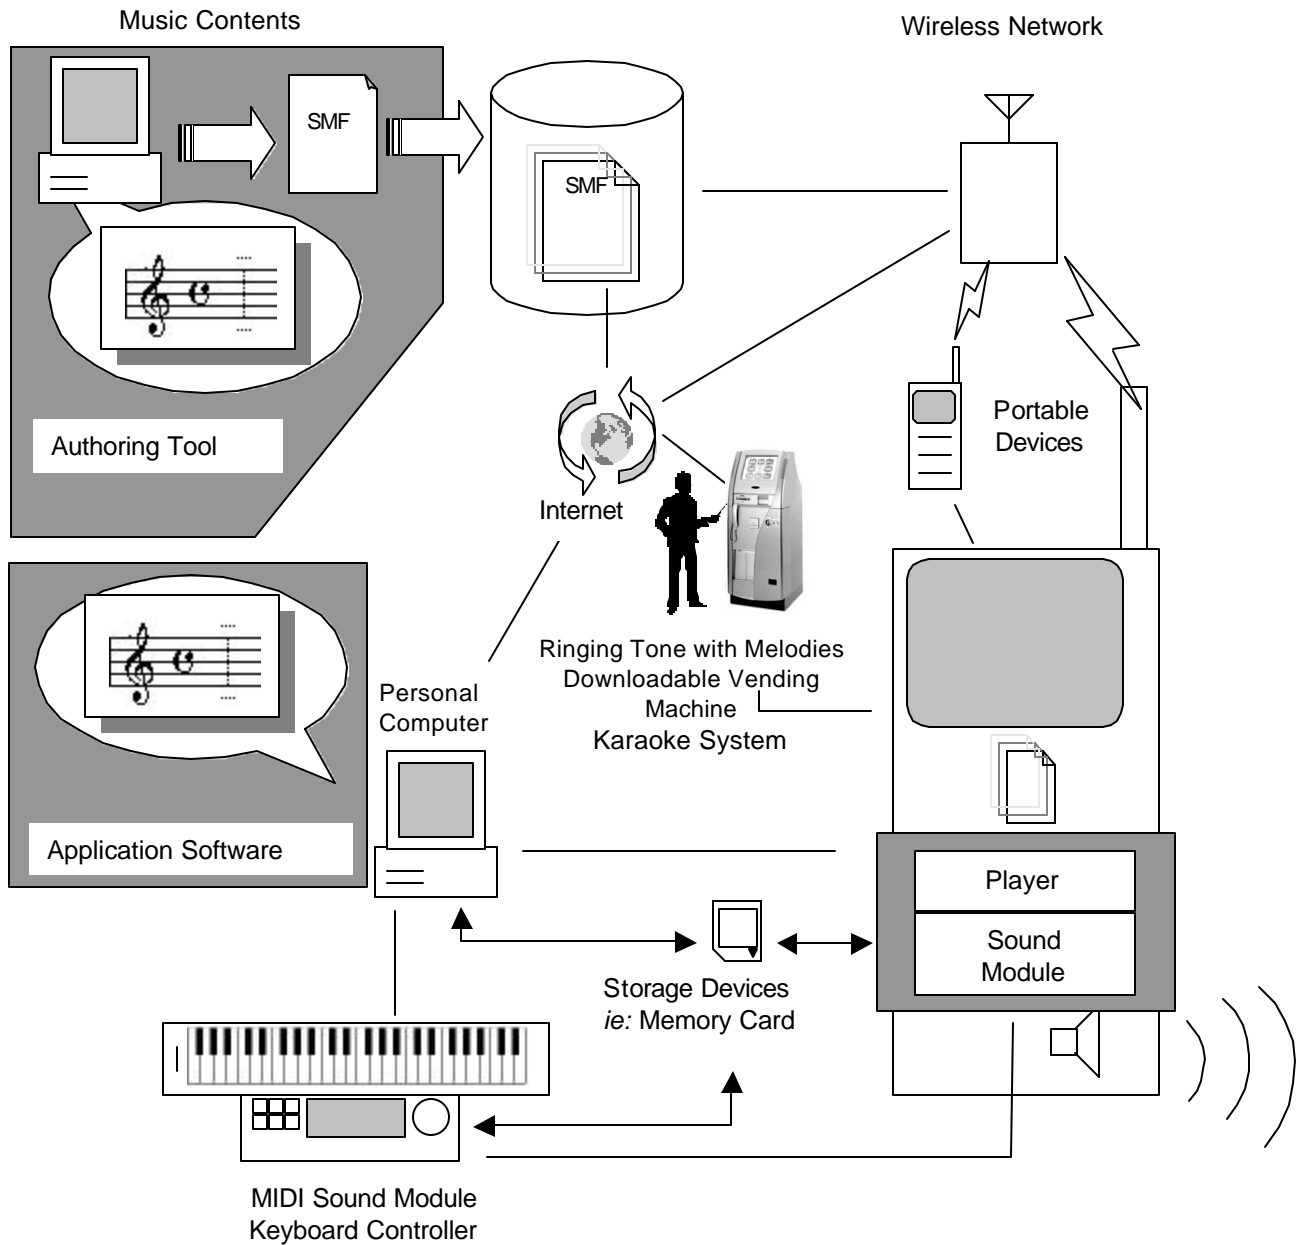 Music Contents
Wireless Network
SMF
SMF
Authoring Tool
Portable
Devices
Internet
Ringing Tone with Melodies
Downloadable Vending
Machine
Karaoke System
Personal
Computer
Application Software
Player
Sound
Module
Storage Devices
ie: Memory Card
MIDI Sound Module
Keyboard Controller